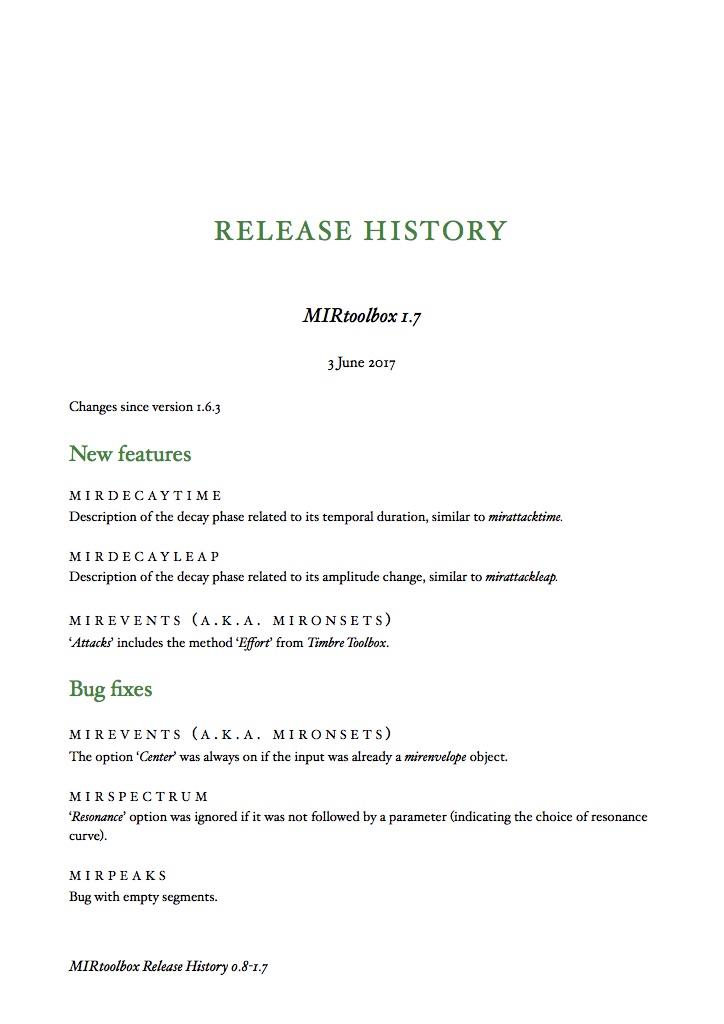 RELEASE HISTORY
MIRtoolbox 1.7
3 June 2017
Changes since version 1.6.3
New features
MIRDECAYTIME
Description of the decay phase related to its temporal duration, similar to mirattacktime.
MIRDECAYLEAP
Description of the decay phase related to its amplitude change, similar to mirattackleap.
MIREVENTS (A.K.A. MIRONSETS)
‘Attacks’ includes the method ‘Effort’ from Timbre Toolbox.
Bug fixes
MIREVENTS (A.K.A. MIRONSETS)
The option ‘Center’ was always on if the input was already a mirenvelope object.
MIRSPECTRUM
‘Resonance’ option was ignored if it was not followed by a parameter (indicating the choice of resonance
curve).
MIRPEAKS
Bug with empty segments.
MIRtoolbox Release History 0.8-1.7